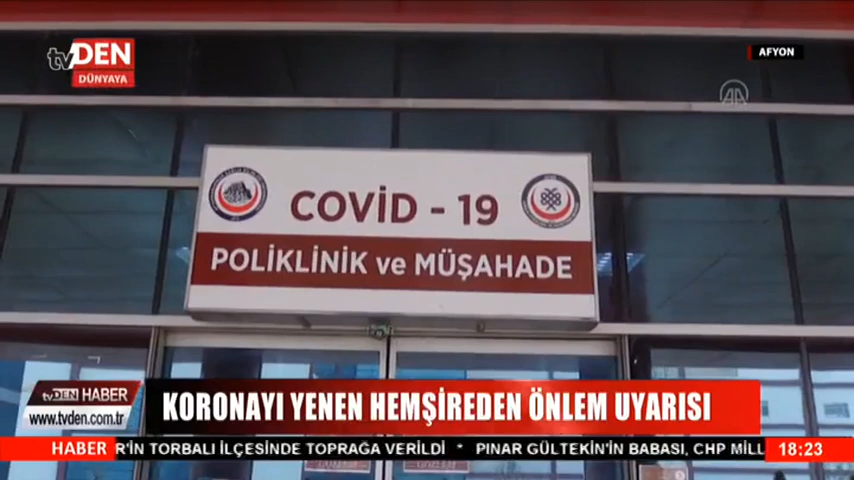 tvDEN
DÜNYAYA
AFYON
AA
COVİD - 19
POLİKLİNİK ve MÜŞAHADE
tvDEN HABER
www.tvden.com.tr
KORONAYI YENEN HEMŞİREDEN ÖNLEM UYARISI
HABER
R'İN TORBALI İLÇESİNDE TOPRAĞA VERİLDİ * PINAR GÜLTEKİN'İN BABASI, CHP MİLL
18:23